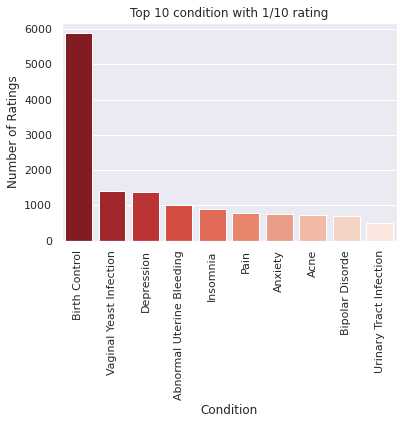 Top 10 condition with 1/10 rating
Number of Ratings
6000
5000
4000
3000
2000
1000
0
Birth Control
Vaginal Yeast Infection
Depression
Abnormal Uterine Bleeding
Insomnia
Pain
Anxiety
Acne
Bipolar Disorde
Urinary Tract Infection
Condition